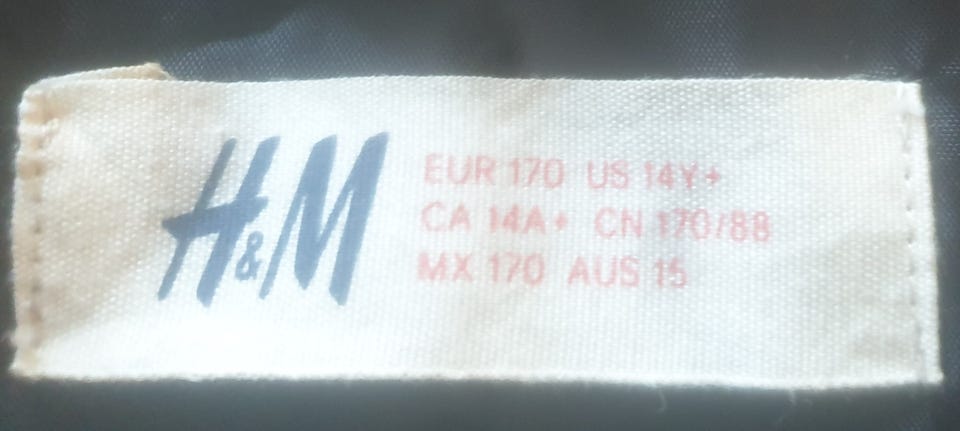 H&M
EUR 170 US 14Y+
CA 14A+ CN 170/88
MX 170 AUS 15